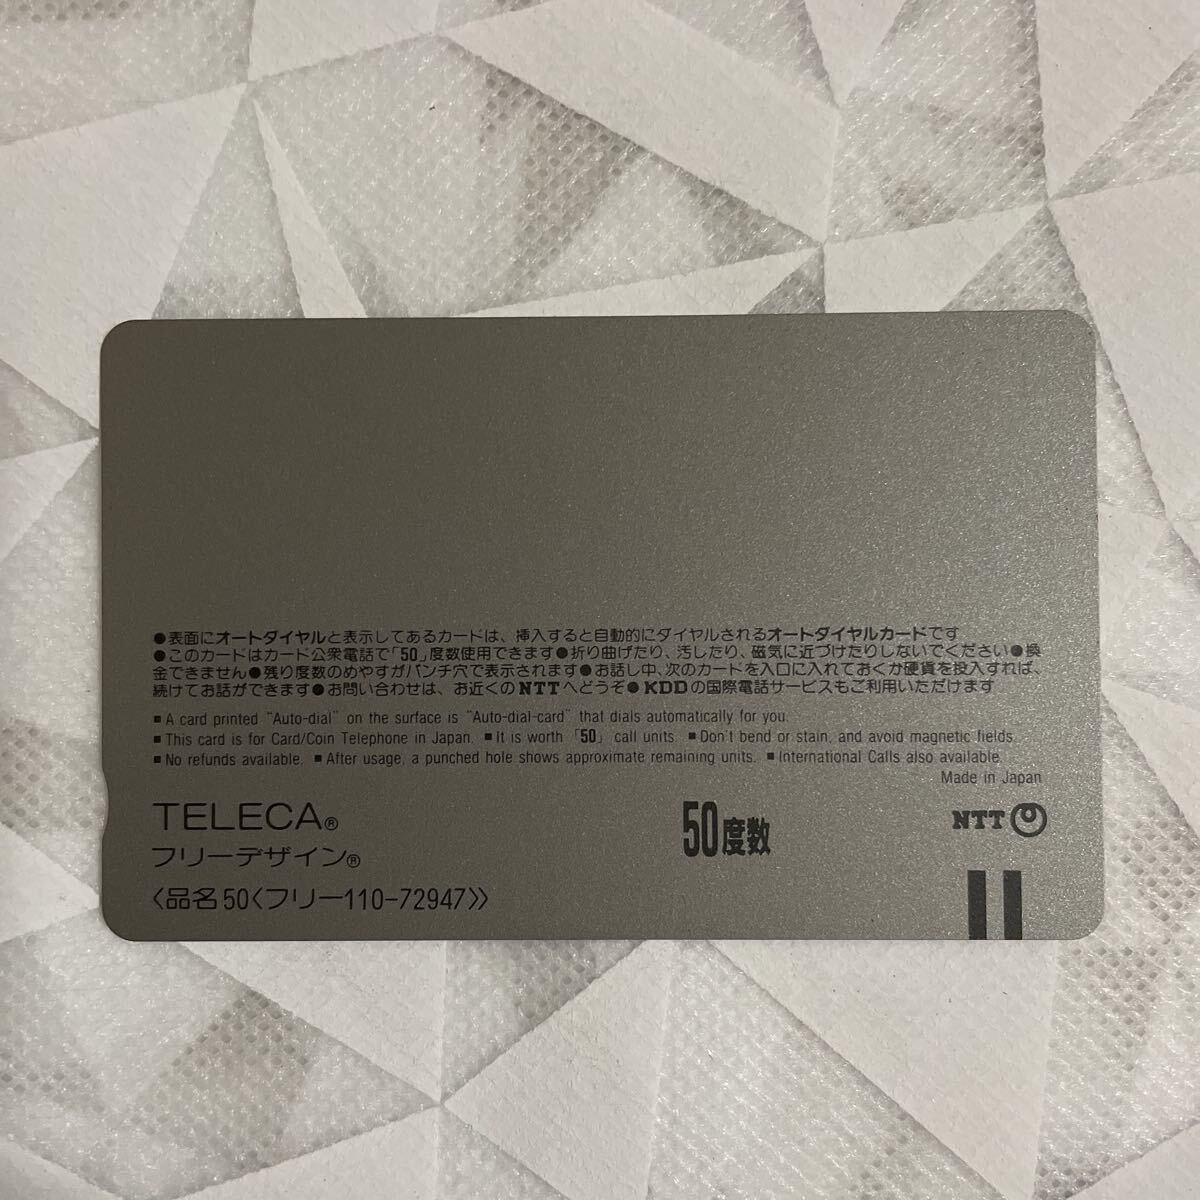 ●表面にオートダイヤルと表示してあるカードは、挿入すると自動的にダイヤルされるオートダイヤルカードです
●このカードはカード公衆電話で「50」度数使用できます●折り曲げたり、汚したり、磁気に近づけたりしないでください●換
金できません●残り度数のめやすがパンチ穴で表示されます●お話し中、次のカードを入口に入れておくか硬貨を投入すれば、
続けてお話ができます●お問い合わせは、お近くのNTTへどうぞ●KDDの国際電話サービスもご利用いただけます
■A card printed "Auto-dial" on the surface is "Auto-dial-card" that dials automatically for you.
■This card is for Card/Coin Telephone in Japan. ■It is worth「50」call units. ■Don't bend or stain, and avoid magnetic fields.
■No refunds available. ■After usage, a punched hole shows approximate remaining units. ■International Calls also available.
Made in Japan
TELECA®
50度数
NTT
フリーデザイン®
〈品名50〈フリー110-72947〉〉